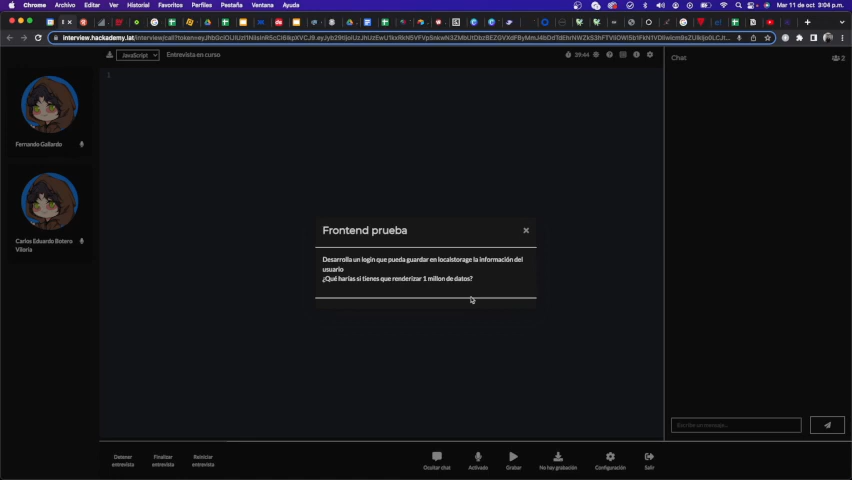 Chrome Archivo Editar Ver Historial Favoritos Perfiles Pestaña Ventana Ayuda
Mar 11 de oct 3:04 p.m.
JavaScript
Entrevista en curso
29:44
Chat
2
1
Fernando Gallardo
Carlos Eduardo Botero
Viloria
Frontend prueba
×
Desarrolla un login que pueda guardar en localstorage la información del
usuario
¿Qué harías si tienes que renderizar 1 millon de datos?
Escribe un mensaje...
Detener
entrevista
Finalizar
entrevista
Reiniciar
entrevista
Ocultar chat
Activado
Grabar
No hay grabación
Configuración
Salir